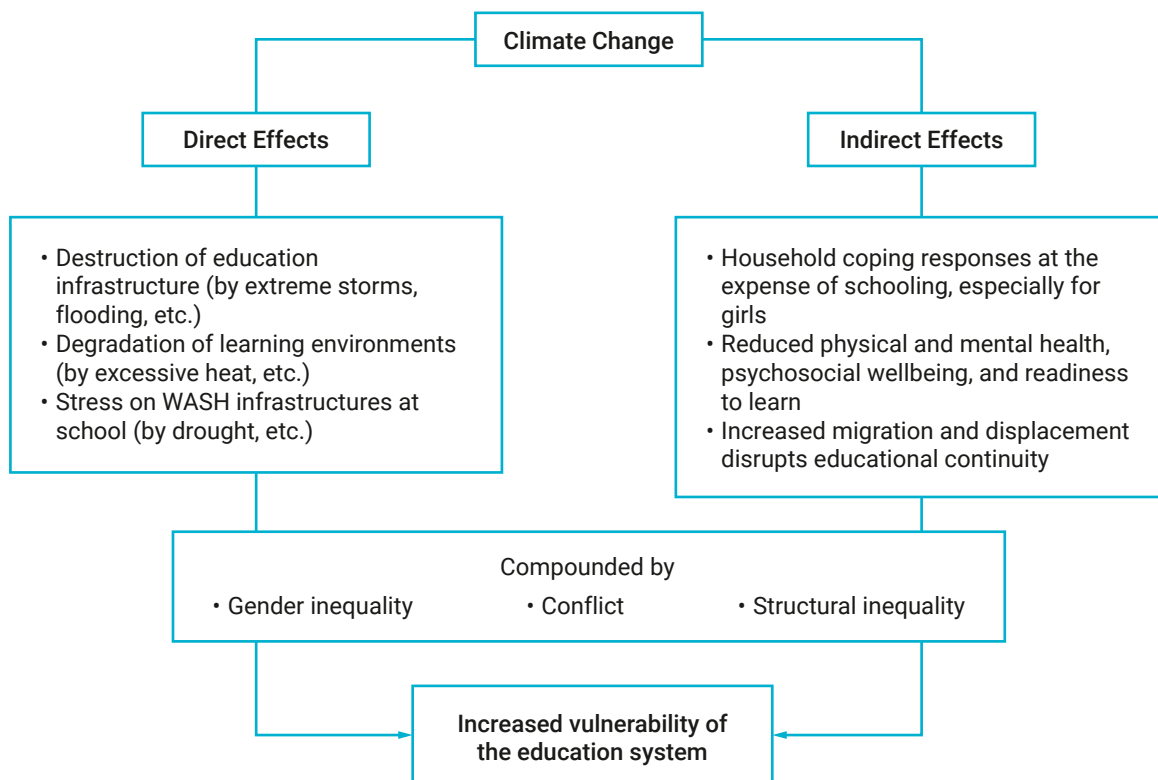 Climate Change
Direct Effects
Indirect Effects
• Destruction of education
infrastructure (by extreme storms,
flooding, etc.)
• Degradation of learning environments
(by excessive heat, etc.)
• Stress on WASH infrastructures at
school (by drought, etc.)
• Household coping responses at the
expense of schooling, especially for
girls
• Reduced physical and mental health,
psychosocial wellbeing, and readiness
to learn
• Increased migration and displacement
disrupts educational continuity
Compounded by
• Gender inequality • Conflict • Structural inequality
Increased vulnerability of
the education system